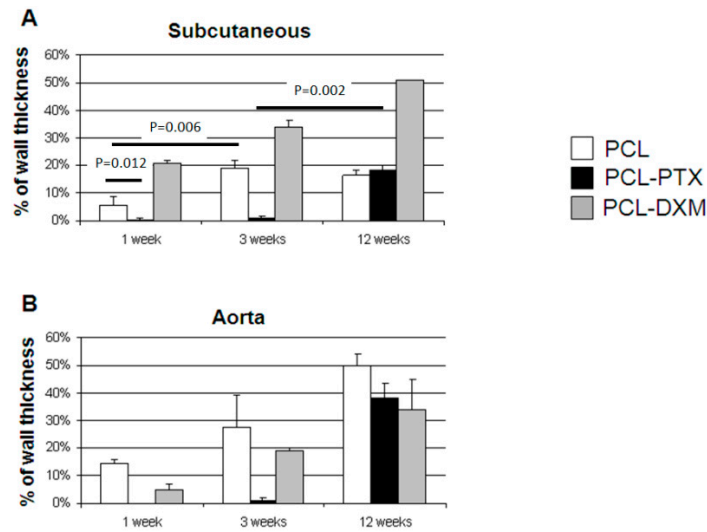 A
Subcutaneous
% of wall thickness
60%
50%
40%
30%
20%
10%
0%
P=0.002
P=0.006
P=0.012
1 week
3 weeks
12 weeks
PCL
PCL-PTX
PCL-DXM
B
Aorta
% of wall thickness
60%
50%
40%
30%
20%
10%
0%
1 week
3 weeks
12 weeks